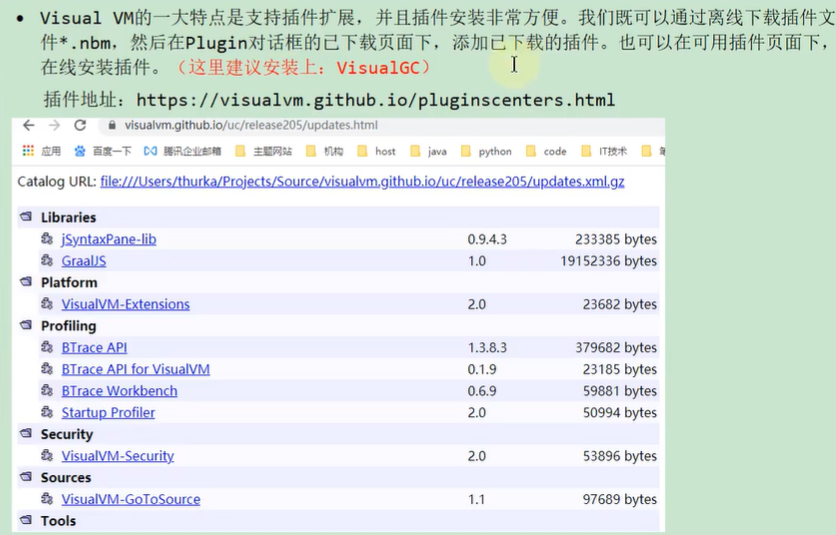 • Visual VM的一大特点是支持插件扩展，并且插件安装非常方便。我们既可以通过离线下载插件文
件*.nbm，然后在Plugin对话框的已下载页面下，添加已下载的插件。也可以在可用插件页面下，
在线安装插件。（这里建议安装上：VisualGC）
插件地址：https://visualvm.github.io/pluginscenters.html
visualvm.github.io/uc/release205/updates.html
应用 百度一下 腾讯企业邮箱 主题网站 机构 host java python code IT技术
Catalog URL: file:///Users/thurka/Projects/Source/visualvm.github.io/uc/release205/updates.xml.gz
Libraries
jSyntaxPane-lib 0.9.4.3 233385 bytes
GraalJS 1.0 19152336 bytes
Platform
VisualVM-Extensions 2.0 23682 bytes
Profiling
BTrace API 1.3.8.3 379682 bytes
BTrace API for VisualVM 0.1.9 23185 bytes
BTrace Workbench 0.6.9 59881 bytes
Startup Profiler 2.0 50994 bytes
Security
VisualVM-Security 2.0 53896 bytes
Sources
VisualVM-GoToSource 1.1 97689 bytes
Tools